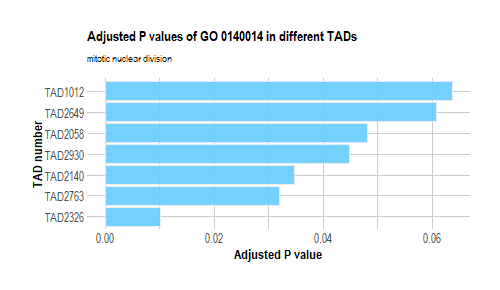 Adjusted P values of GO 0140014 in different TADs
mitotic nuclear division
TAD number
TAD1012
TAD2649
TAD2058
TAD2930
TAD2140
TAD2763
TAD2326
0.00 0.02 0.04 0.06
Adjusted P value